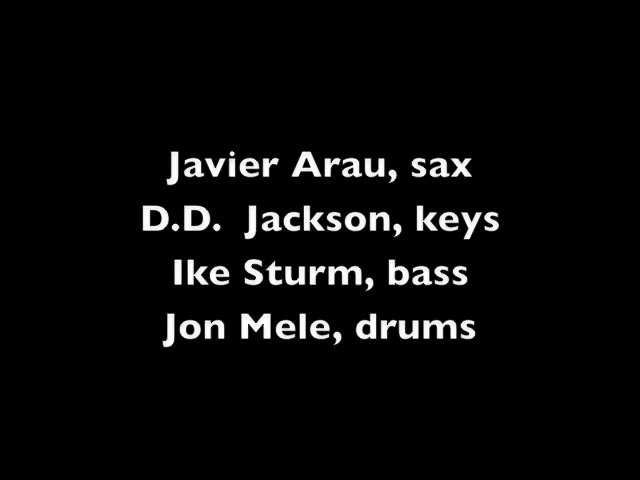 Javier Arau, sax
D.D.  Jackson, keys
Ike Sturm, bass
Jon Mele, drums